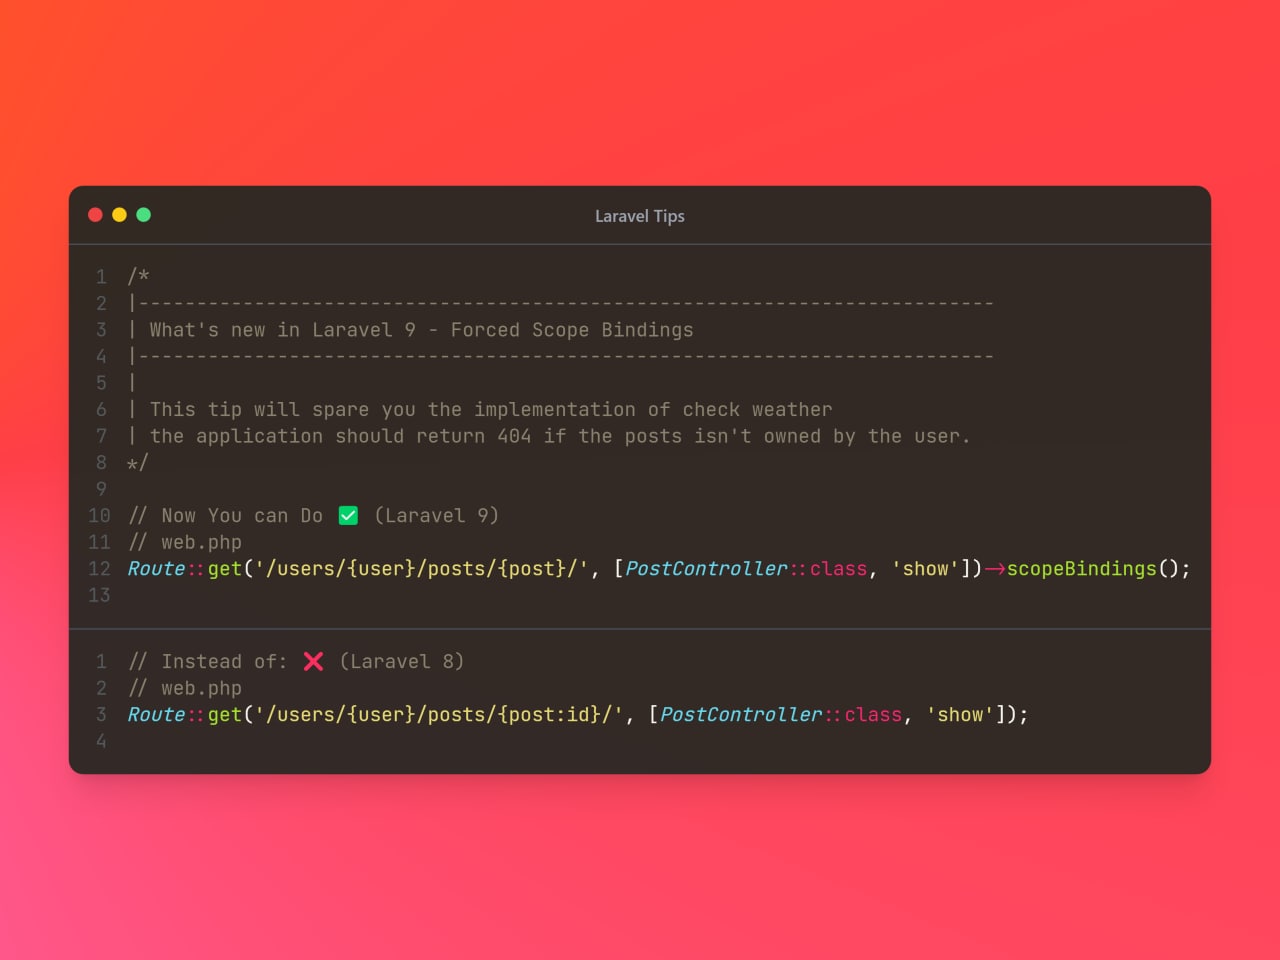 Laravel Tips
1 /*
2 |--------------------------------------------------------------------------
3 | What's new in Laravel 9 - Forced Scope Bindings
4 |--------------------------------------------------------------------------
5 |
6 | This tip will spare you the implementation of check weather
7 | the application should return 404 if the posts isn't owned by the user.
8 */
9
10 // Now You can Do ✅ (Laravel 9)
11 // web.php
12 Route::get('/users/{user}/posts/{post}/', [PostController::class, 'show'])->scopeBindings();
13
1 // Instead of: ❌ (Laravel 8)
2 // web.php
3 Route::get('/users/{user}/posts/{post:id}/', [PostController::class, 'show']);
4